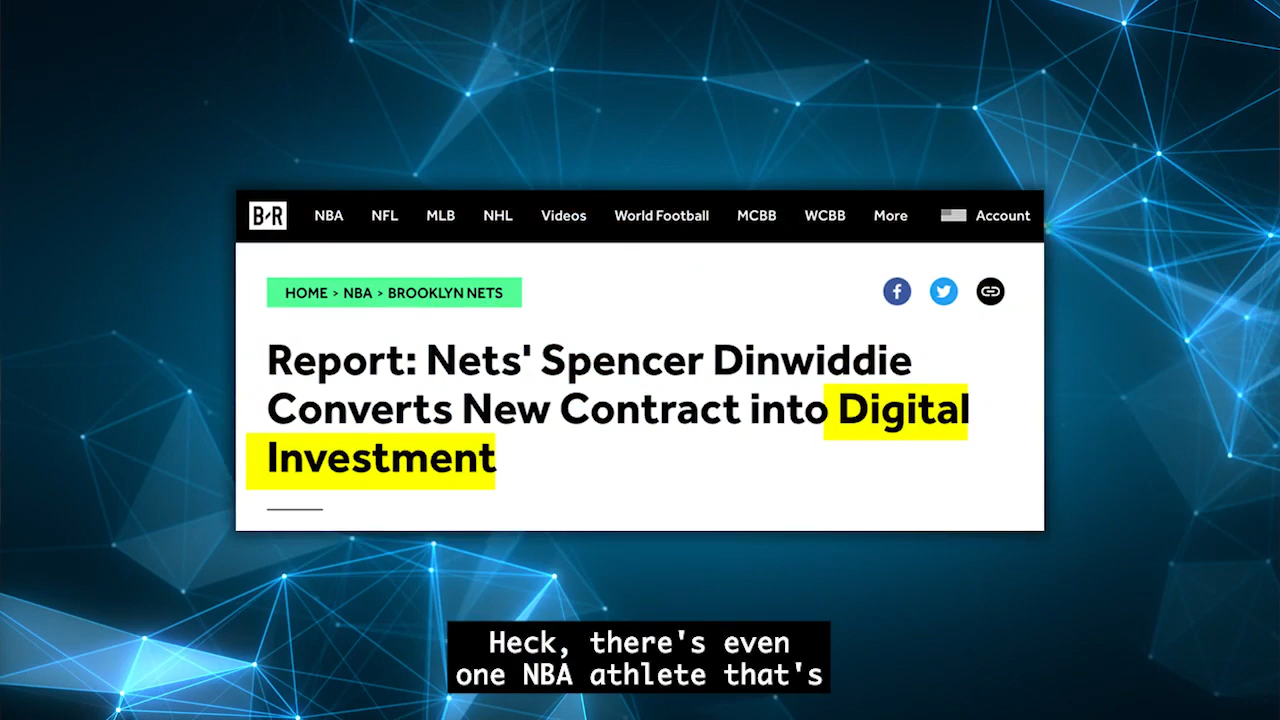 B/R NBA NFL MLB NHL Videos World Football MCBB WCBB More Account
HOME > NBA > BROOKLYN NETS
Report: Nets' Spencer Dinwiddie
Converts New Contract into Digital
Investment
Heck, there's even
one NBA athlete that's